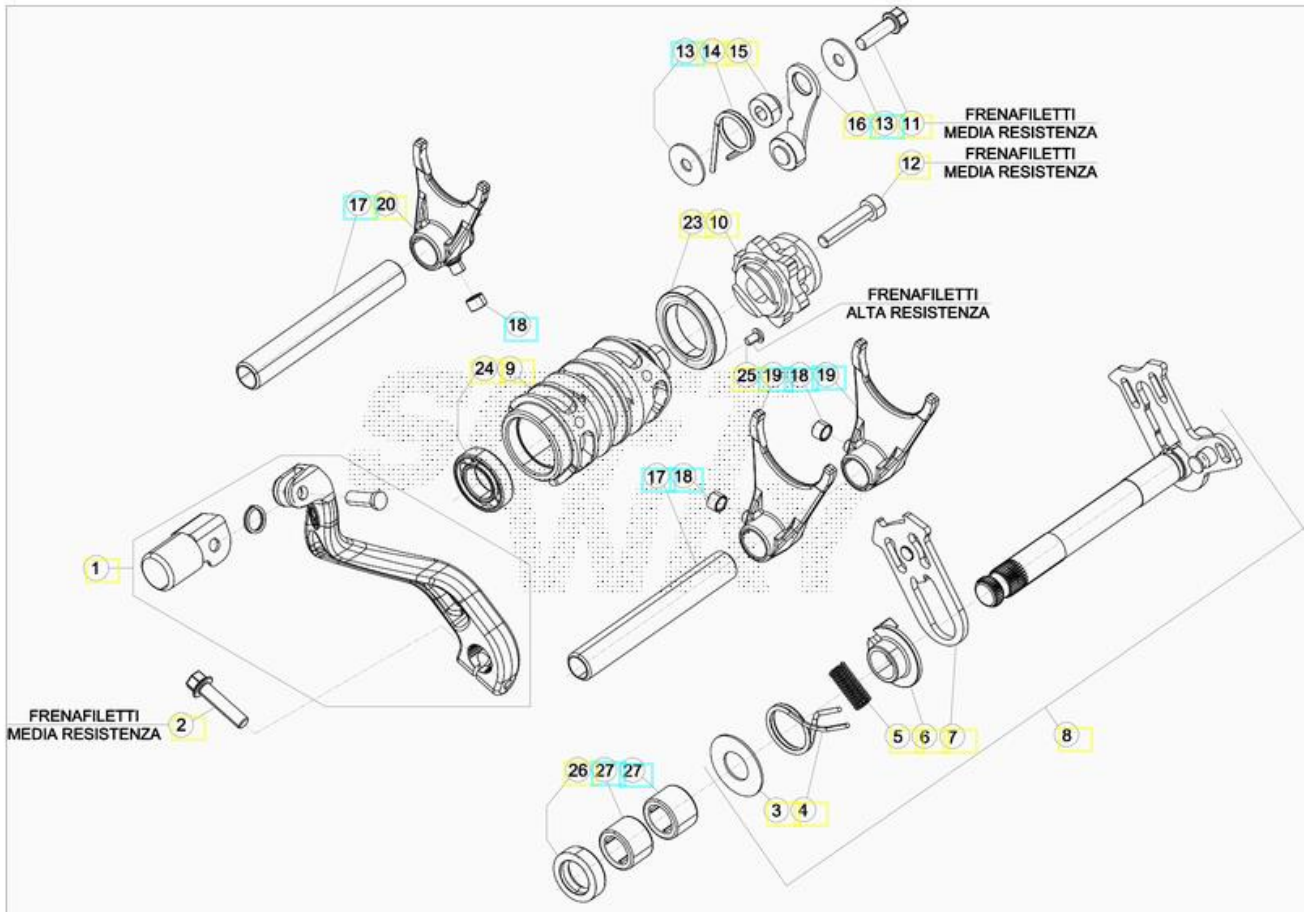 13 14 15
16 13 11
FRENAFILETTI
MEDIA RESISTENZA
12
FRENAFILETTI
MEDIA RESISTENZA
17 20
23 10
18
FRENAFILETTI
ALTA RESISTENZA
24 9
25 19 18 19
17 18
1
2
FRENAFILETTI
MEDIA RESISTENZA
5 6 7
8
26 27 27
3 4